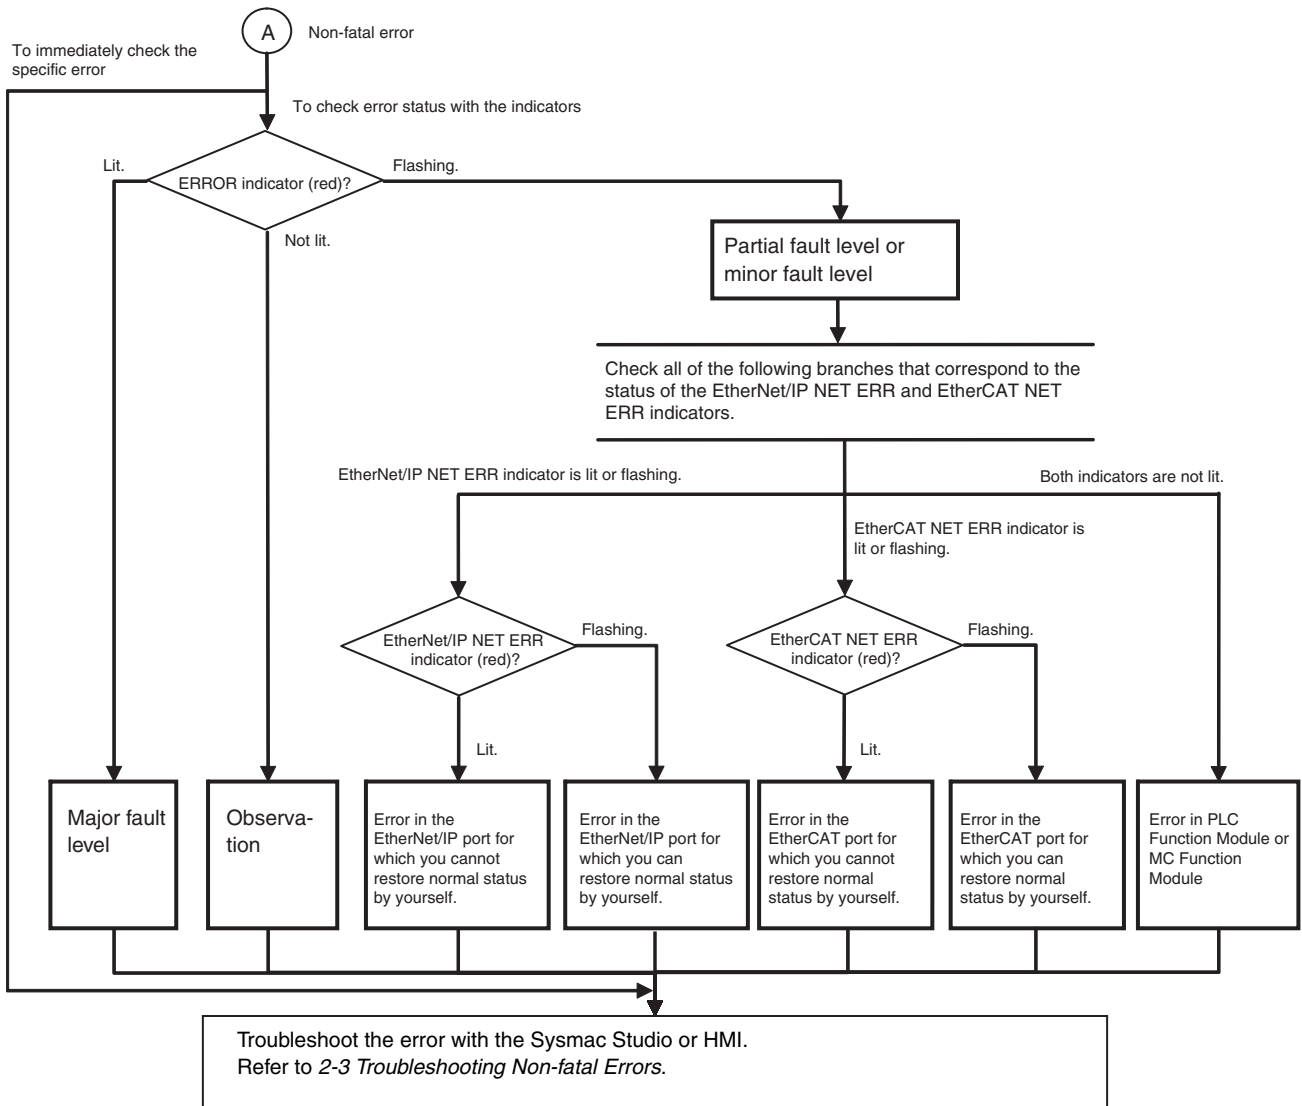 A
Non-fatal error
To immediately check the
specific error
To check error status with the indicators
Lit.
ERROR indicator (red)?
Flashing.
Not lit.
Partial fault level or
minor fault level
Check all of the following branches that correspond to the
status of the EtherNet/IP NET ERR and EtherCAT NET
ERR indicators.
EtherNet/IP NET ERR indicator is lit or flashing.
Both indicators are not lit.
EtherCAT NET ERR indicator is
lit or flashing.
EtherNet/IP NET ERR
indicator (red)?
Flashing.
EtherCAT NET ERR
indicator (red)?
Flashing.
Lit.
Lit.
Major fault
level
Observa-
tion
Error in the
EtherNet/IP port for
which you cannot
restore normal status
by yourself.
Error in the
EtherNet/IP port for
which you can
restore normal status
by yourself.
Error in the
EtherCAT port for
which you cannot
restore normal
status by yourself.
Error in the
EtherCAT port for
which you can
restore normal
status by yourself.
Error in PLC
Function Module or
MC Function
Module
Troubleshoot the error with the Sysmac Studio or HMI.
Refer to 2-3 Troubleshooting Non-fatal Errors.